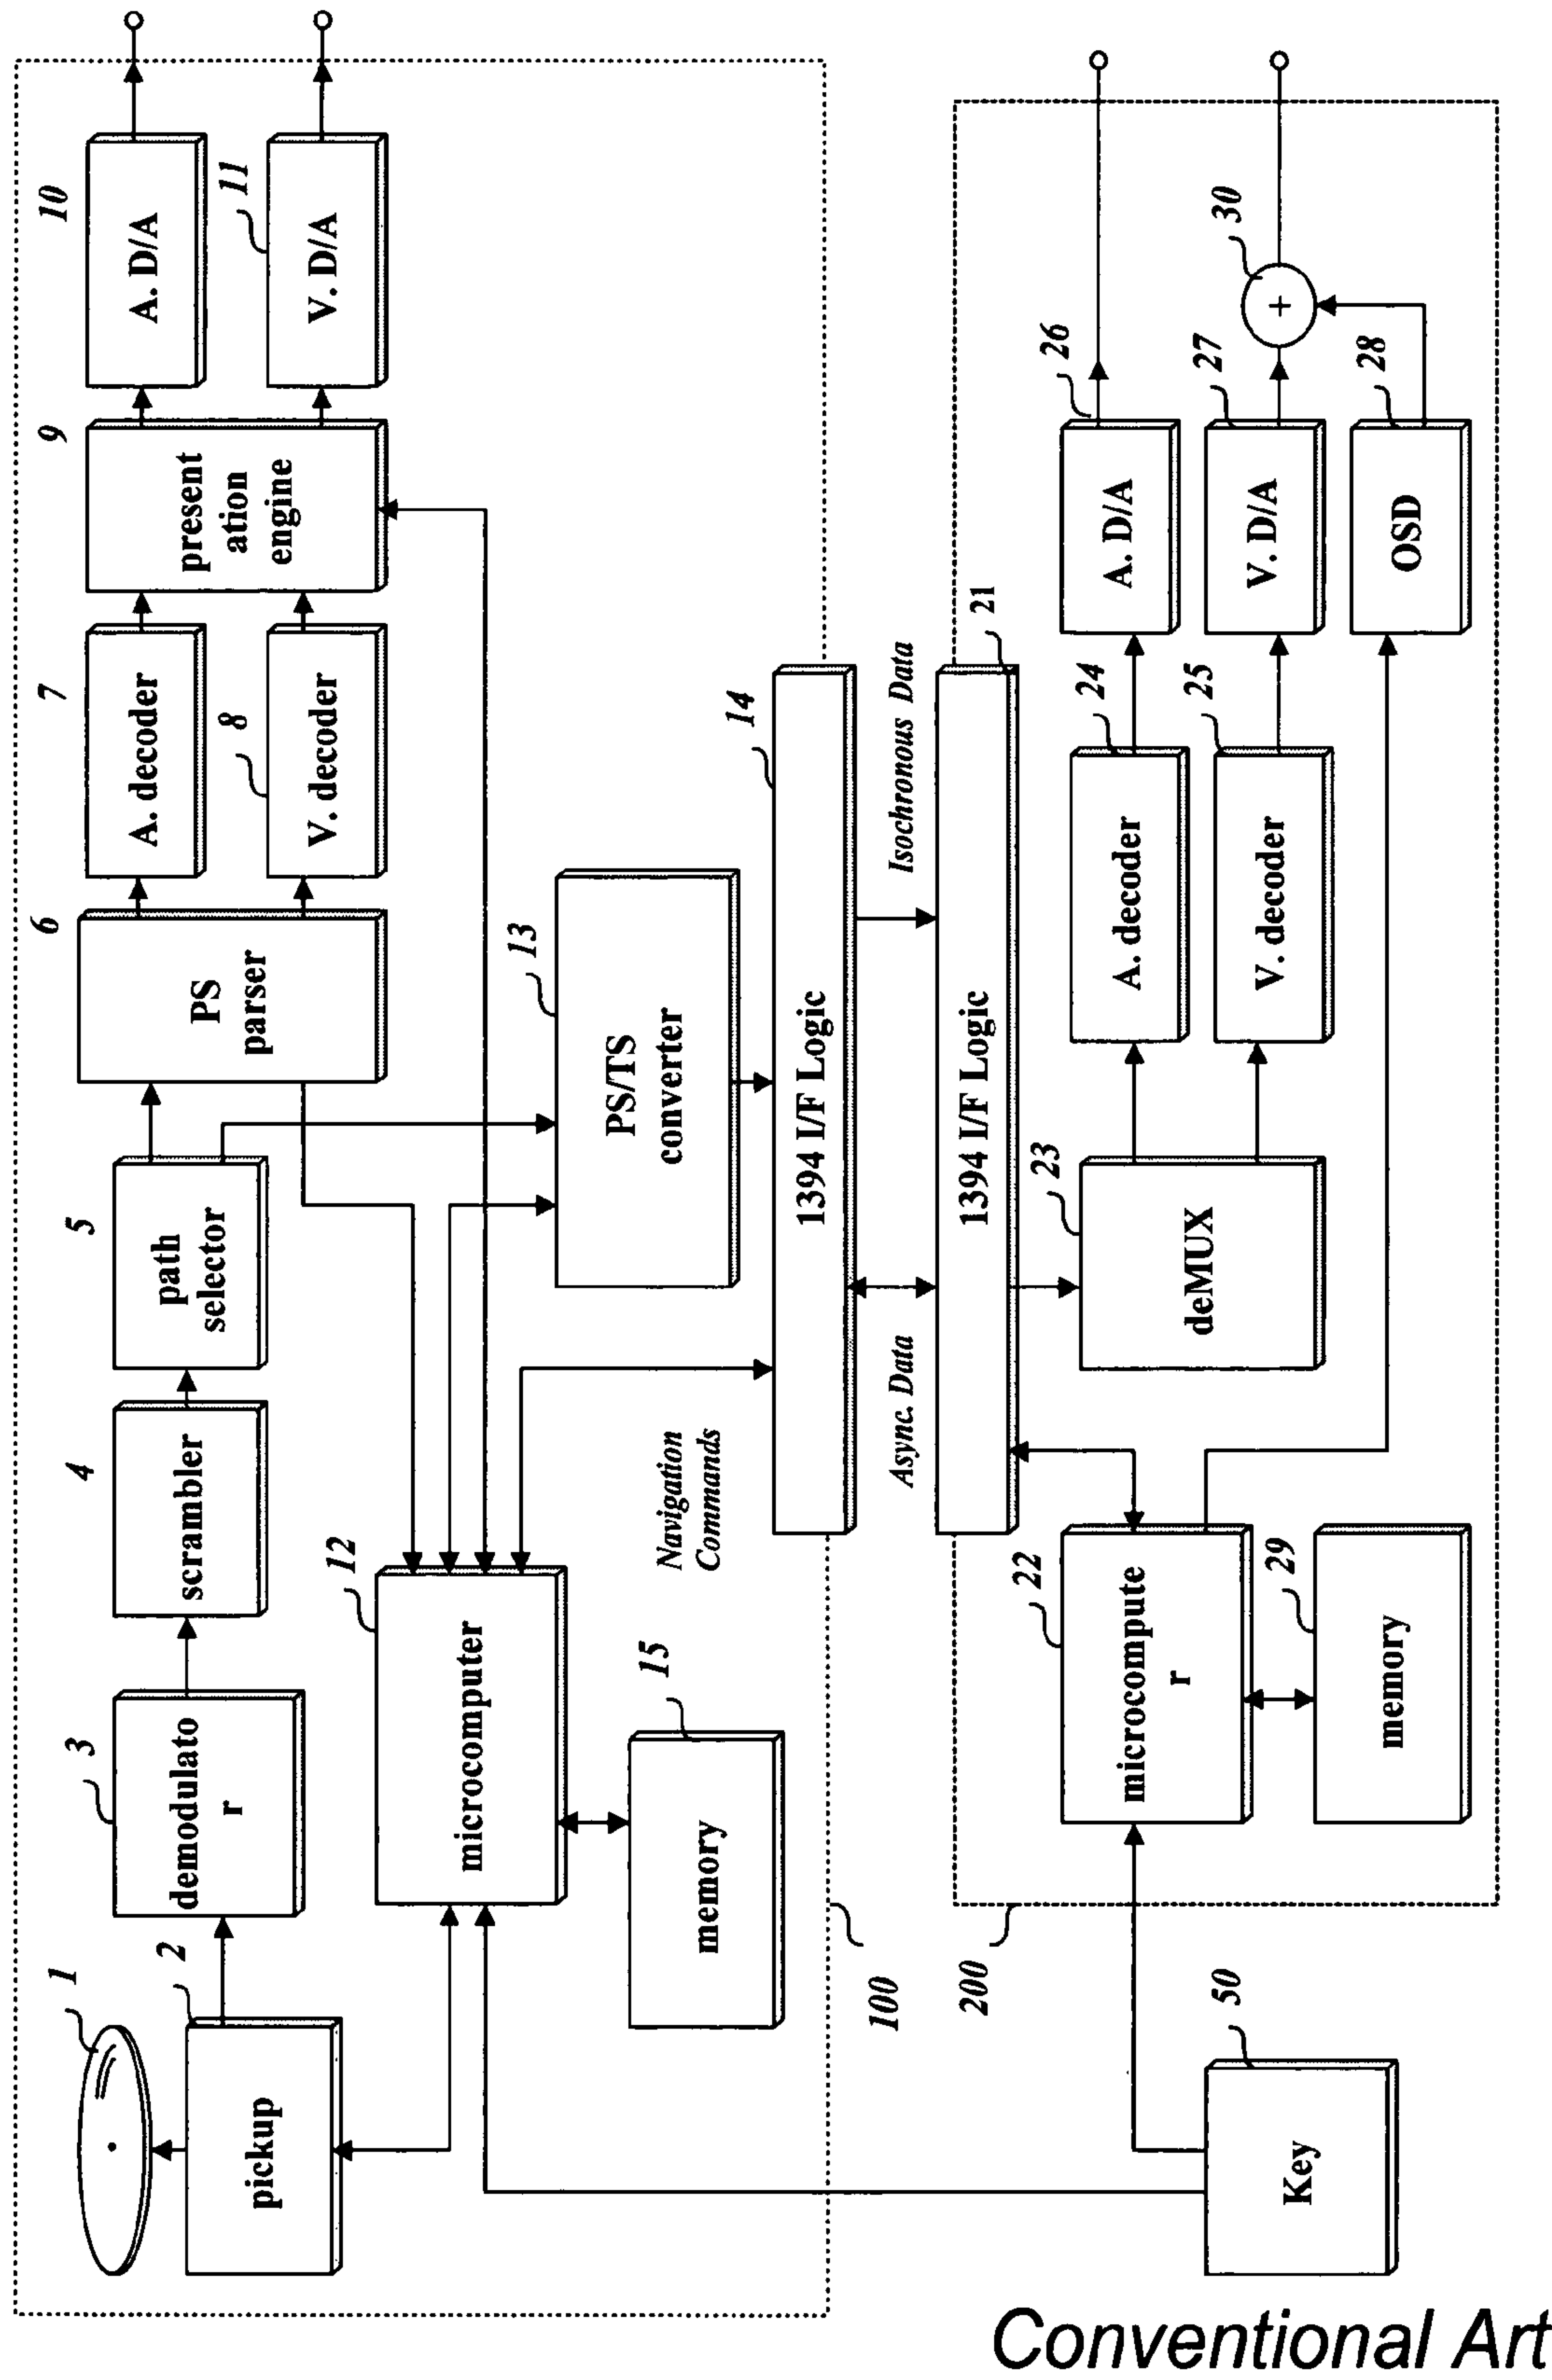 1
2
pickup
3
demodulato
r
4
scrambler
5
path
selector
6
PS
parser
7
A. decoder
8
V. decoder
9
present
ation
engine
10
A. D/A
11
V. D/A
12
microcomputer
15
memory
Navigation
Commands
13
PS/TS
converter
14
1394 I/F Logic
100
Async. Data
Isochronous Data
200
21
1394 I/F Logic
50
Key
22
microcompute
r
29
memory
23
deMUX
24
A. decoder
25
V. decoder
26
A. D/A
27
V. D/A
28
OSD
30
+
Conventional Art